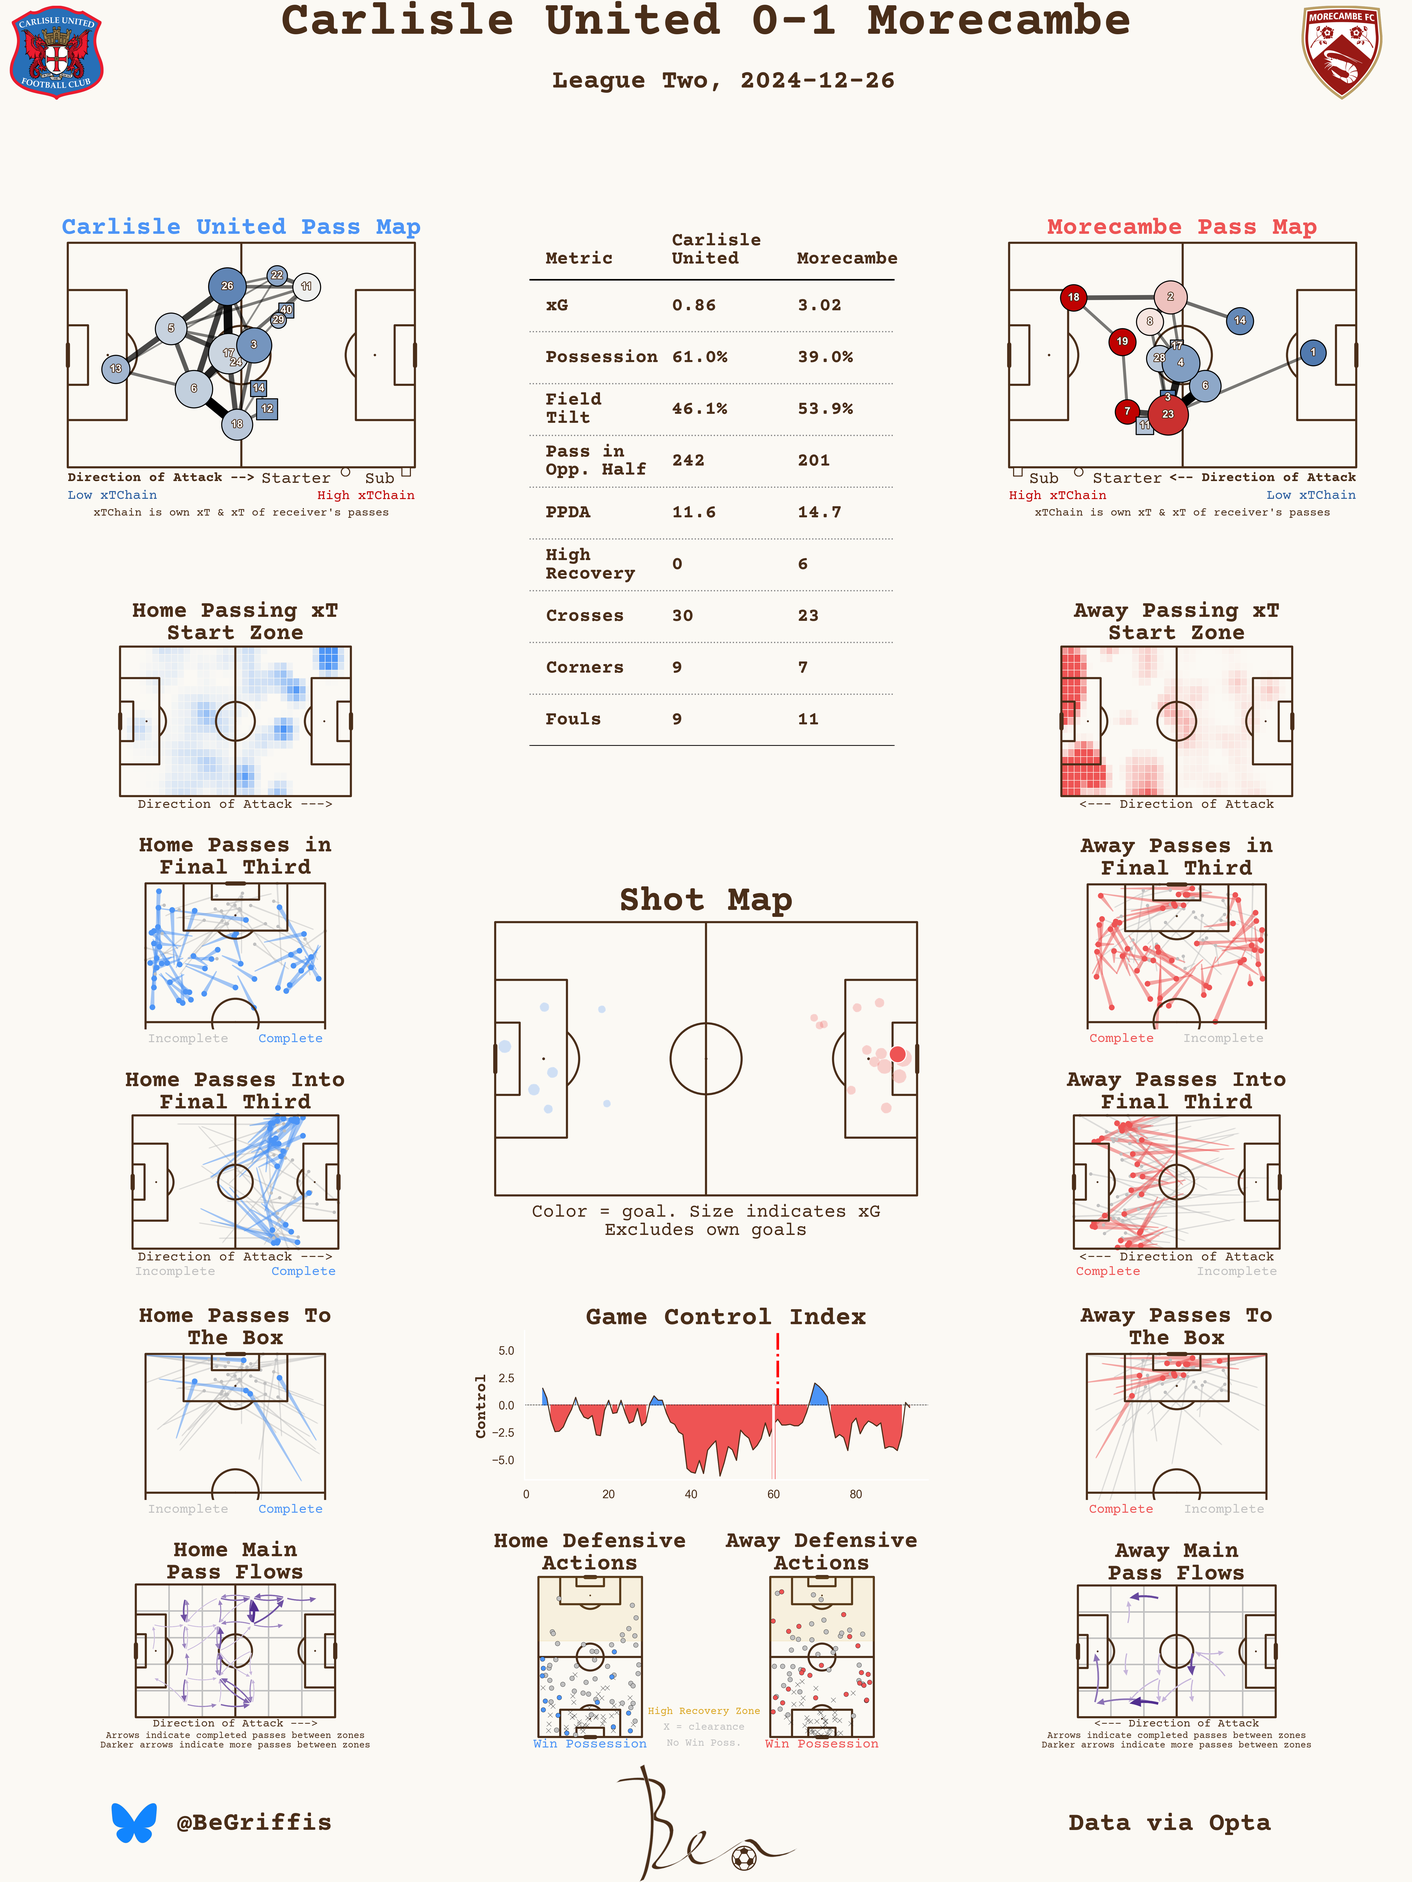 Carlisle United 0-1 Morecambe
League Two, 2024-12-26
CARLISLE UNITED
FOOTBALL CLUB
MORECAMBE FC
Carlisle United Pass Map
26
22
11
40
29
5
17
3
24
13
6
14
12
18
Direction of Attack --> Starter Sub
Low xTChain High xTChain
xTChain is own xT & xT of receiver's passes
Metric Carlisle United Morecambe
xG 0.86 3.02
Possession 61.0% 39.0%
Field Tilt 46.1% 53.9%
Pass in Opp. Half 242 201
PPDA 11.6 14.7
High Recovery 0 6
Crosses 30 23
Corners 9 7
Fouls 9 11
Morecambe Pass Map
18
2
8
14
19
17
28
4
1
6
3
7
23
11
Sub Starter <-- Direction of Attack
High xTChain Low xTChain
xTChain is own xT & xT of receiver's passes
Home Passing xT
Start Zone
Direction of Attack --->
Away Passing xT
Start Zone
<--- Direction of Attack
Home Passes in
Final Third
Incomplete Complete
Away Passes in
Final Third
Complete Incomplete
Shot Map
Color = goal. Size indicates xG
Excludes own goals
Home Passes Into
Final Third
Direction of Attack --->
Incomplete Complete
Away Passes Into
Final Third
<--- Direction of Attack
Complete Incomplete
Home Passes To
The Box
Incomplete Complete
Game Control Index
Control
5.0
2.5
0.0
−2.5
−5.0
0 20 40 60 80
Away Passes To
The Box
Complete Incomplete
Home Main
Pass Flows
Direction of Attack --->
Arrows indicate completed passes between zones
Darker arrows indicate more passes between zones
Home Defensive
Actions
Win Possession
Away Defensive
Actions
Win Possession
High Recovery Zone
X = clearance
No Win Poss.
Away Main
Pass Flows
<--- Direction of Attack
Arrows indicate completed passes between zones
Darker arrows indicate more passes between zones
@BeGriffis
Ben
Data via Opta